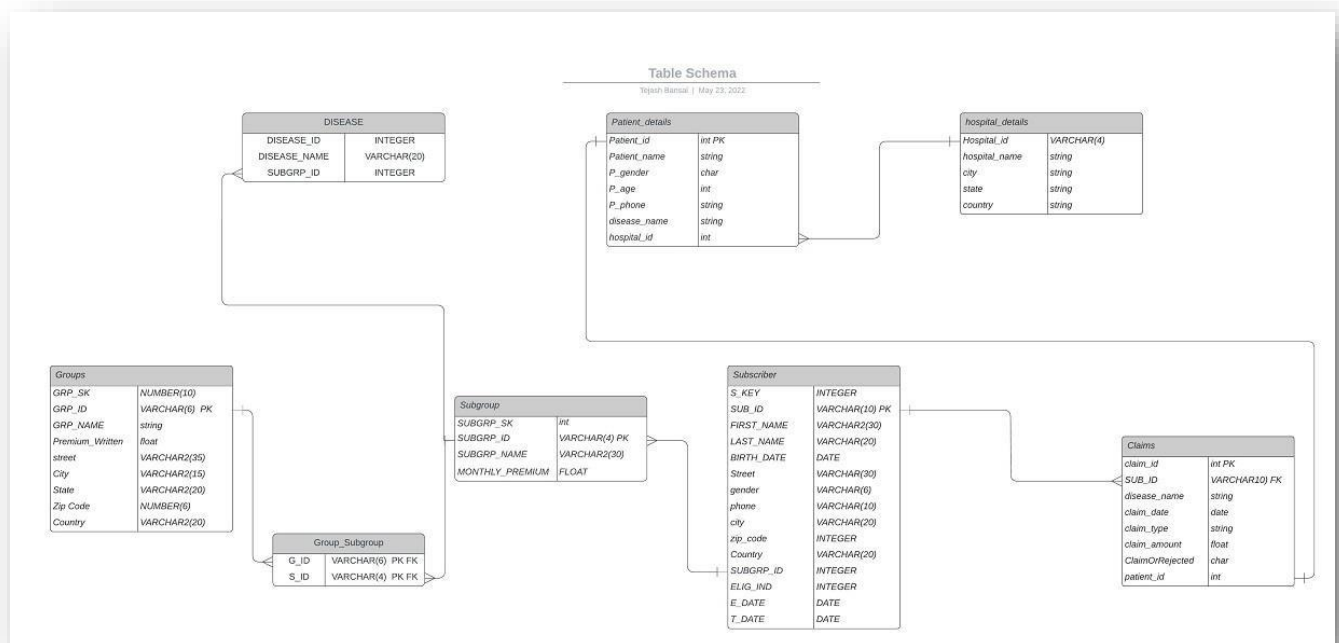 Table Schema
Tejash Bansal | May 23, 2022
DISEASE
DISEASE_ID INTEGER
DISEASE_NAME VARCHAR(20)
SUBGRP_ID INTEGER
Patient_details
Patient_id int PK
Patient_name string
P_gender char
P_age int
P_phone string
disease_name string
hospital_id int
hospital_details
Hospital_id VARCHAR(4)
hospital_name string
city string
state string
country string
Groups
GRP_SK NUMBER(10)
GRP_ID VARCHAR(6) PK
GRP_NAME string
Premium_Written float
street VARCHAR2(35)
City VARCHAR2(15)
State VARCHAR2(20)
Zip Code NUMBER(6)
Country VARCHAR2(20)
Group_Subgroup
G_ID VARCHAR(6) PK FK
S_ID VARCHAR(4) PK FK
Subgroup
SUBGRP_SK int
SUBGRP_ID VARCHAR(4) PK
SUBGRP_NAME VARCHAR2(30)
MONTHLY_PREMIUM FLOAT
Subscriber
S_KEY INTEGER
SUB_ID VARCHAR(10) PK
FIRST_NAME VARCHAR2(30)
LAST_NAME VARCHAR(20)
BIRTH_DATE DATE
Street VARCHAR(30)
gender VARCHAR(6)
phone VARCHAR(10)
city VARCHAR(20)
zip_code INTEGER
Country VARCHAR(20)
SUBGRP_ID INTEGER
ELIG_IND INTEGER
E_DATE DATE
T_DATE DATE
Claims
claim_id int PK
SUB_ID VARCHAR10) FK
disease_name string
claim_date date
claim_type string
claim_amount float
ClaimOrRejected char
patient_id int